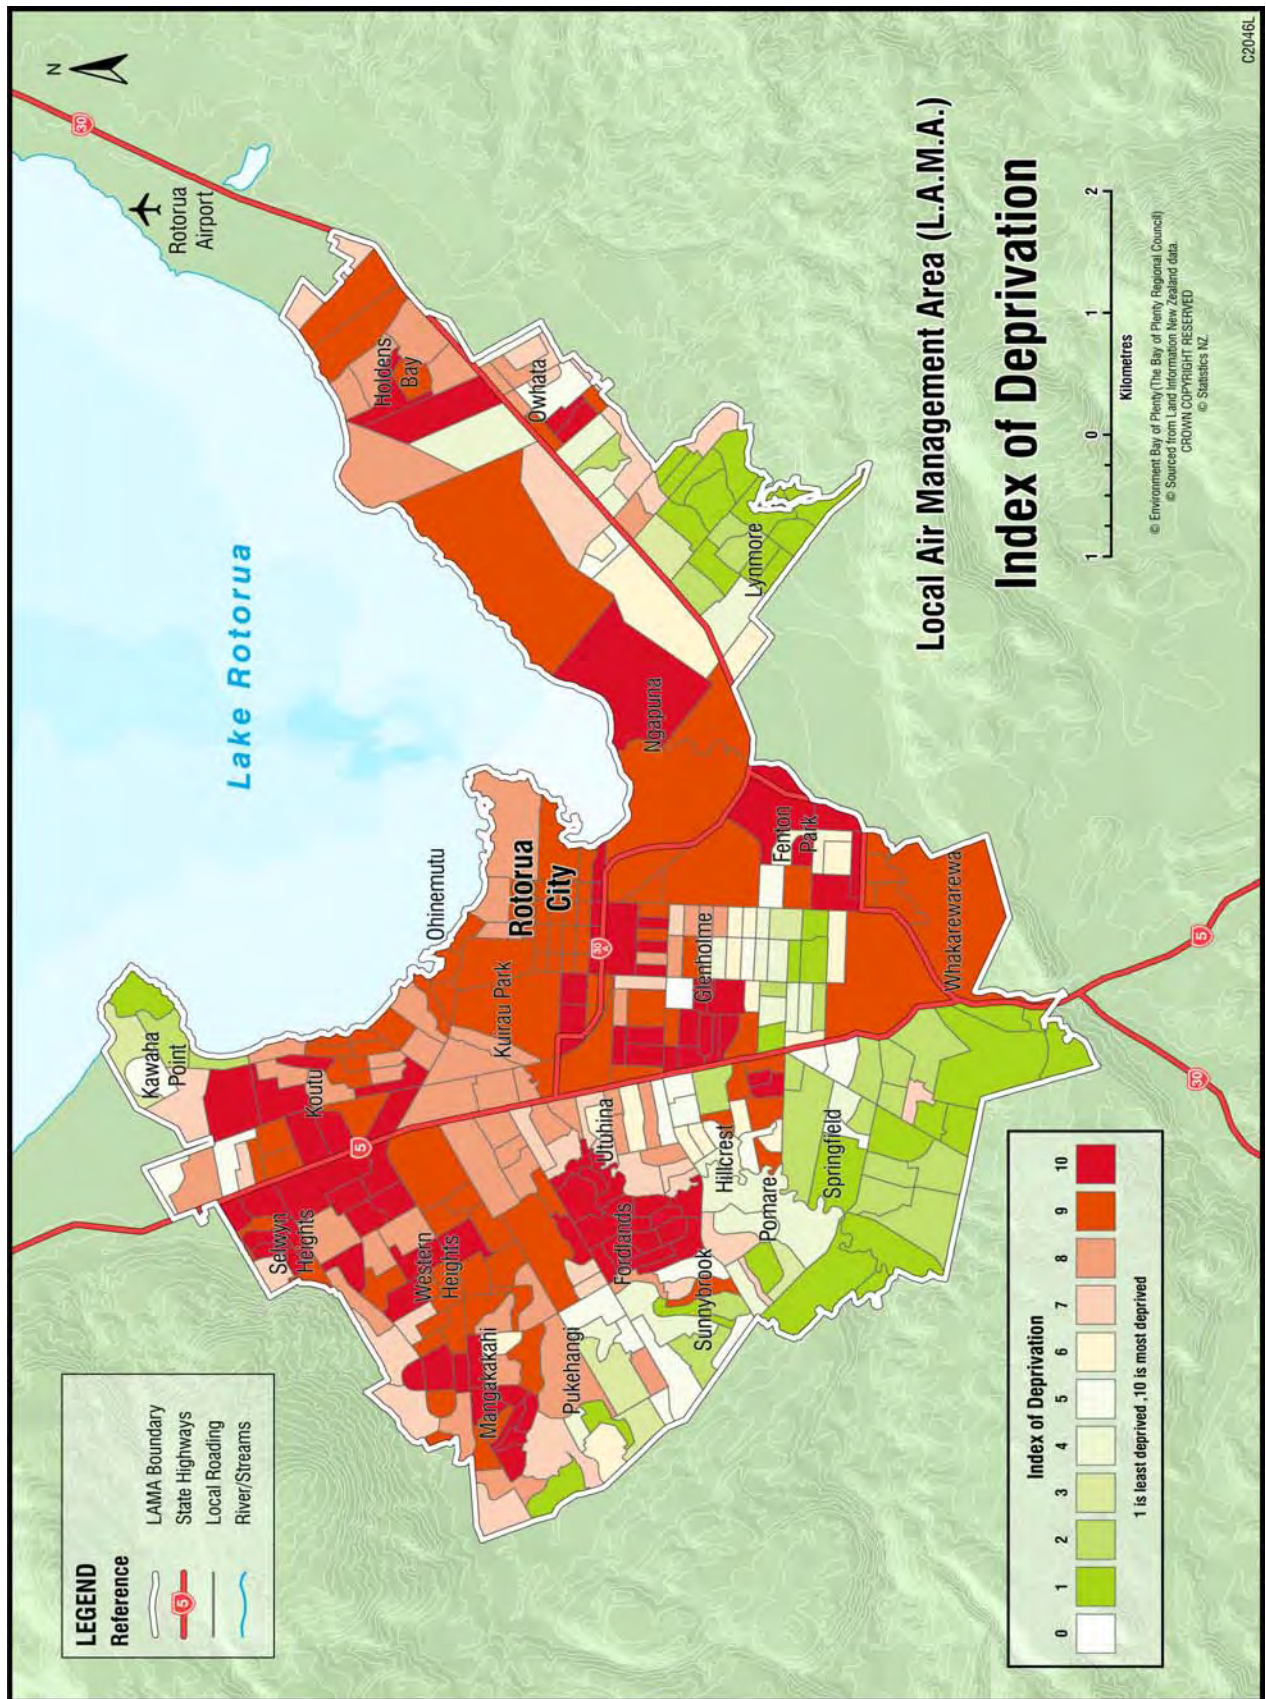 N
30
Rotorua
Airport
Lake Rotorua
Kawaha
Point
Ohinemutu
Holdens
Bay
Owhata
Koutu
Kuirau Park
Rotorua
City
Ngapuna
Lynmore
5
30
A
Selwyn
Heights
Western
Heights
Utuhina
Glenholme
Fenton
Park
Fordlands
Hillcrest
Mangakakahi
Pukehangi
Sunnybrook
Pomare
Springfield
Whakarewarewa
5
30
LEGEND
Reference
LAMA Boundary
5
State Highways
Local Roading
River/Streams
Index of Deprivation
0 1 2 3 4 5 6 7 8 9 10
1 is least deprived ,10 is most deprived
Local Air Management Area (L.A.M.A.)
Index of Deprivation
1 0 1 2
Kilometres
© Environment Bay of Plenty(The Bay of Plenty Regional Council)
© Sourced from Land Information New Zealand data.
CROWN COPYRIGHT RESERVED
© Statistics NZ.
C2046L